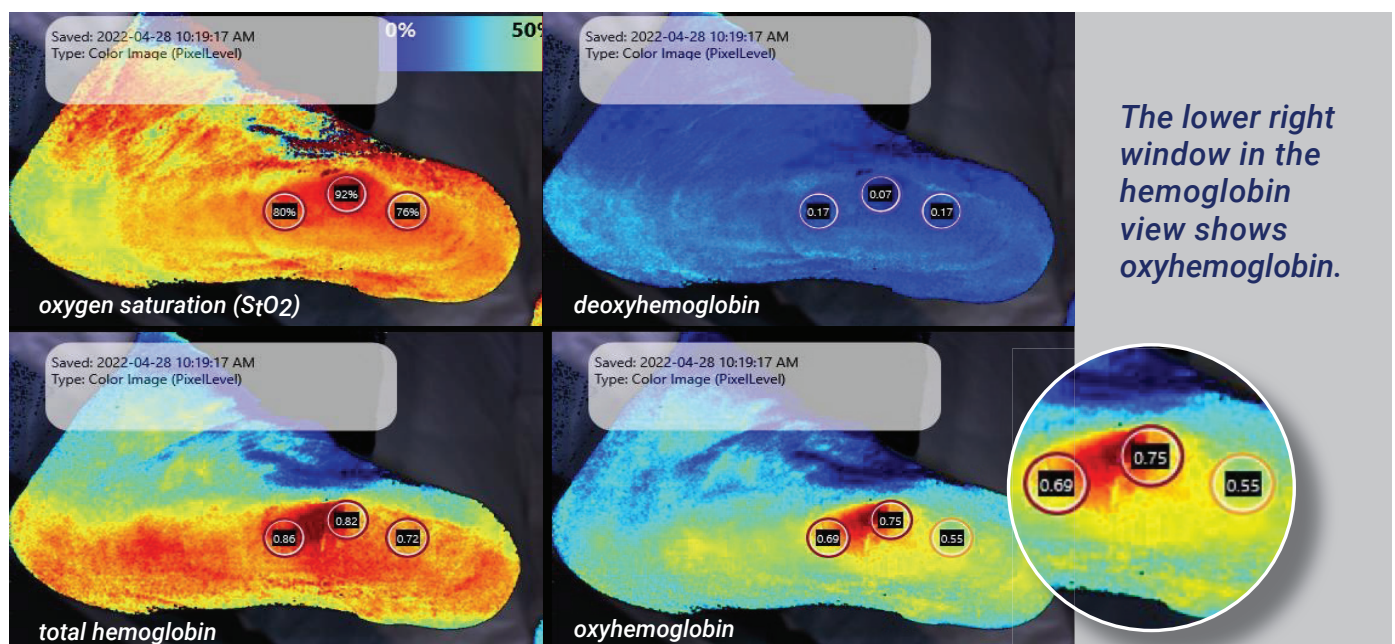 Saved: 2022-04-28 10:19:17 AM
Type: Color Image (PixelLevel)
0%
50%
92%
80%
76%
oxygen saturation (StO2)
Saved: 2022-04-28 10:19:17 AM
Type: Color Image (PixelLevel)
0.07
0.17
0.17
deoxyhemoglobin
Saved: 2022-04-28 10:19:17 AM
Type: Color Image (PixelLevel)
0.82
0.86
0.72
total hemoglobin
Saved: 2022-04-28 10:19:17 AM
Type: Color Image (PixelLevel)
0.75
0.69
0.55
oxyhemoglobin
The lower right
window in the
hemoglobin
view shows
oxyhemoglobin.
0.75
0.69
0.55